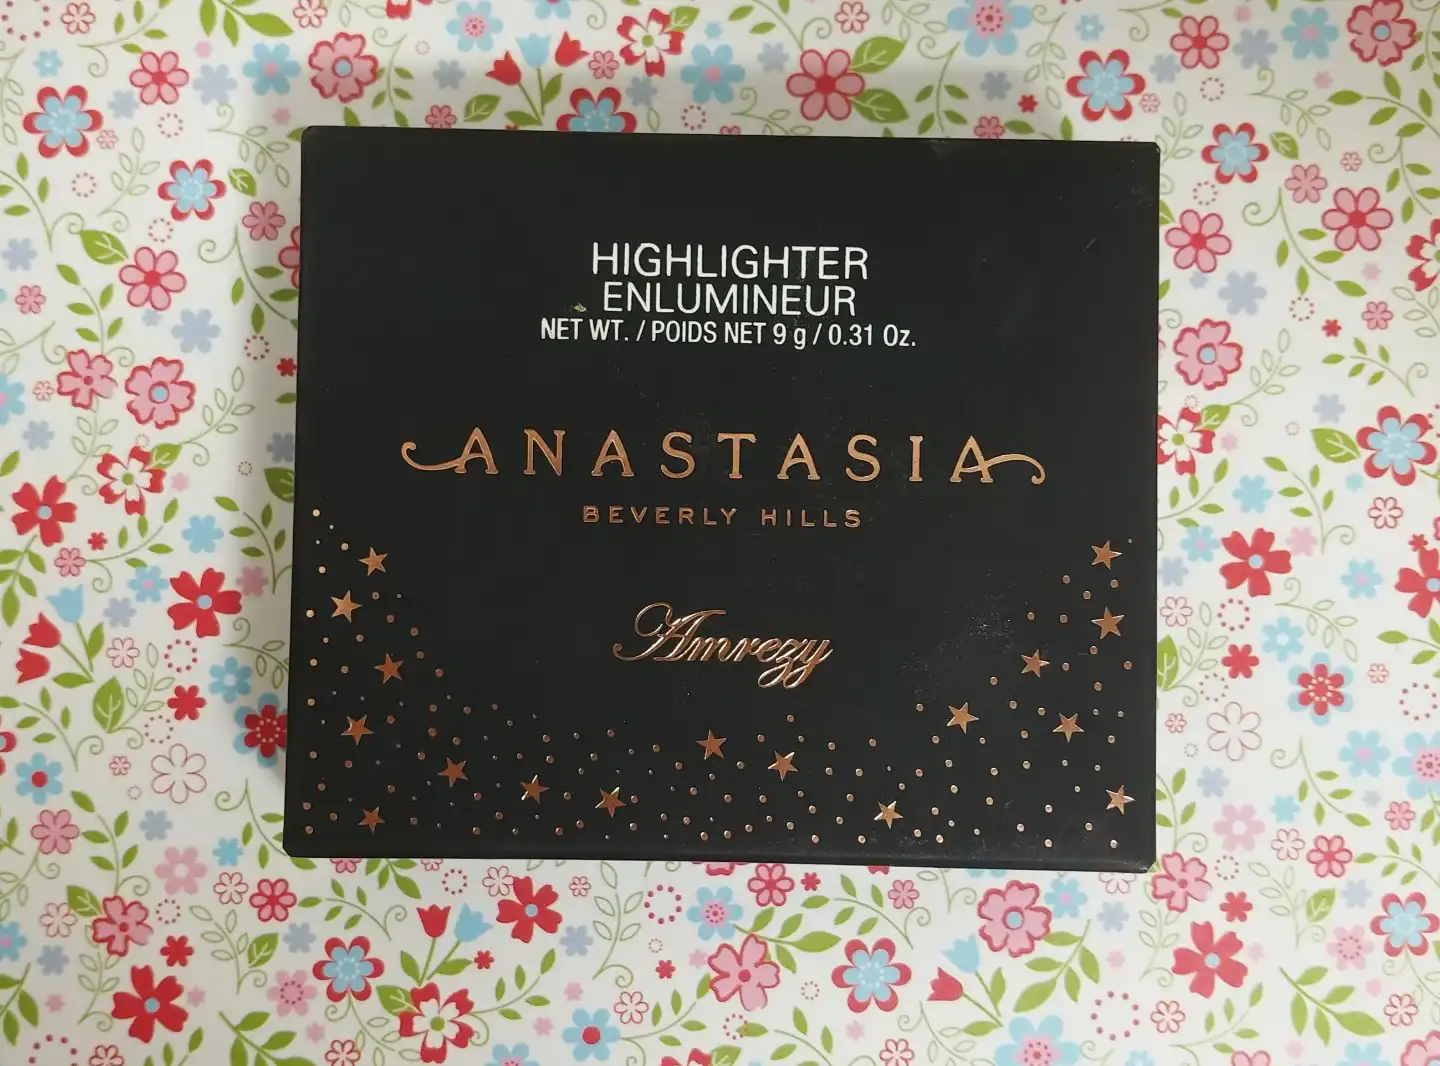 HIGHLIGHTER
ENLUMINEUR
NET WT. / POIDS NET 9 g / 0.31 Oz.
ANASTASIA
BEVERLY HILLS
Amrezy